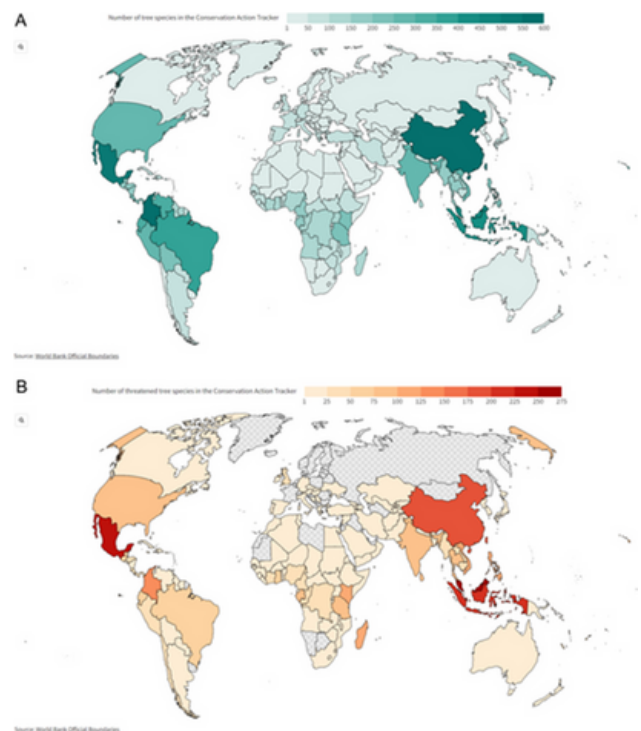 A
Number of tree species in the Conservation Action Tracker
1 50 100 150 200 250 300 350 400 450 500 550 600
Source: World Bank Official Boundaries
B
Number of threatened tree species in the Conservation Action Tracker
1 25 50 75 100 125 150 175 200 225 250 275
Source: World Bank Official Boundaries